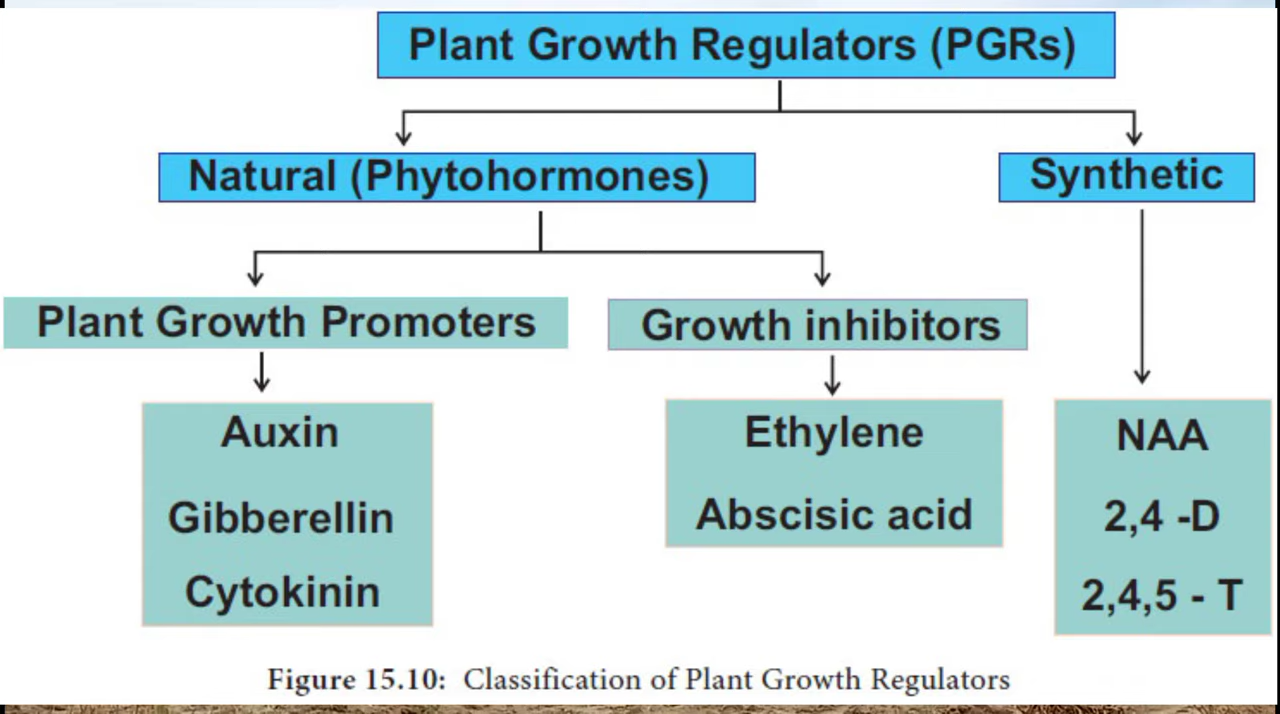 Plant Growth Regulators (PGRs)
Natural (Phytohormones)
Synthetic
Plant Growth Promoters
Growth inhibitors
Auxin
Gibberellin
Cytokinin
Ethylene
Abscisic acid
NAA
2,4 -D
2,4,5 - T
Figure 15.10: Classification of Plant Growth Regulators